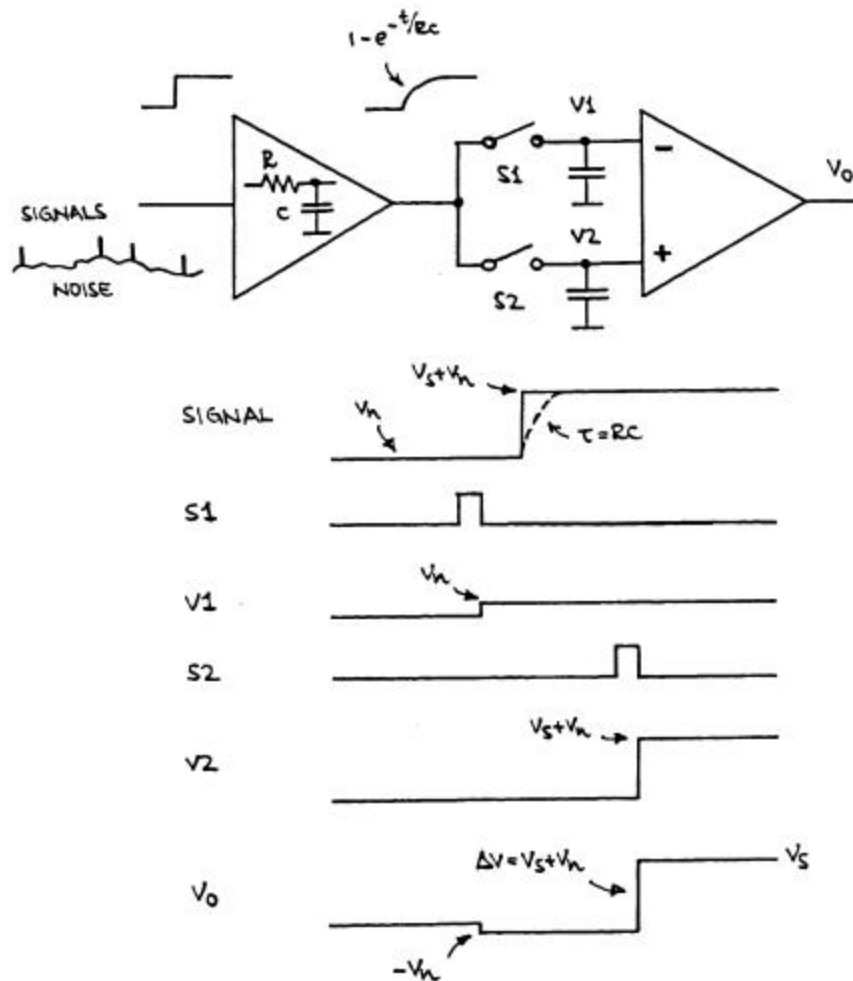 1-e^-t/RC
V1
R
S1
-
Vo
C
SIGNALS
V2
+
NOISE
S2
Vs+Vn
Vn
SIGNAL
τ=RC
S1
Vn
V1
S2
Vs+Vn
V2
ΔV=Vs+Vn
Vs
Vo
-Vn